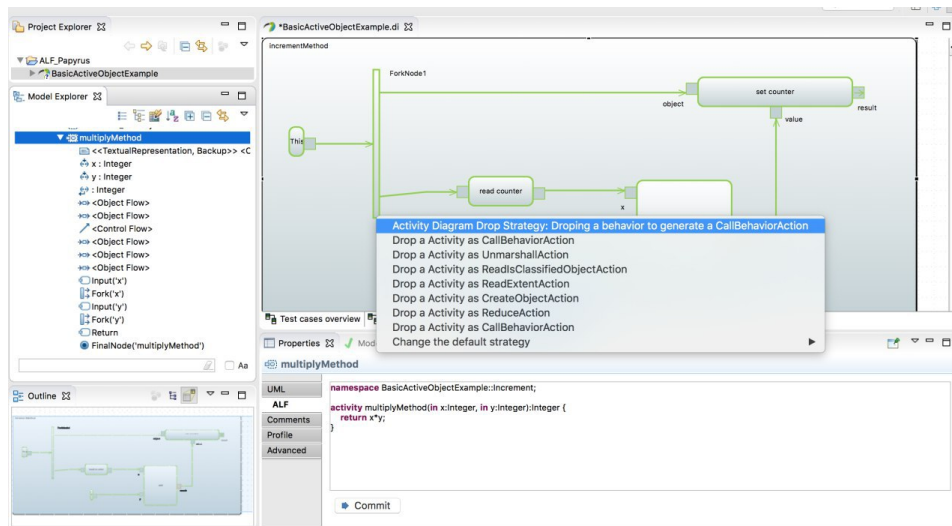 Project Explorer
ALF_Papyrus
BasicActiveObjectExample
Model Explorer
multiplyMethod
<<TextualRepresentation, Backup>> <C
x : Integer
y : Integer
: Integer
<Object Flow>
<Object Flow>
<Control Flow>
<Object Flow>
<Object Flow>
<Object Flow>
Input('x')
Fork('x')
Input('y')
Fork('y')
Return
FinalNode('multiplyMethod')
Aa
Outline
*BasicActiveObjectExample.di
incrementMethod
ForkNode1
set counter
object
result
value
This
read counter
x
Activity Diagram Drop Strategy: Droping a behavior to generate a CallBehaviorAction
Drop a Activity as CallBehaviorAction
Drop a Activity as UnmarshallAction
Drop a Activity as ReadIsClassifiedObjectAction
Drop a Activity as ReadExtentAction
Drop a Activity as CreateObjectAction
Drop a Activity as ReduceAction
Drop a Activity as CallBehaviorAction
Change the default strategy
Test cases overview
Properties
Mod
multiplyMethod
UML
ALF
Comments
Profile
Advanced
namespace BasicActiveObjectExample::Increment;
activity multiplyMethod(in x:Integer, in y:Integer):Integer {
return x*y;
}
Commit